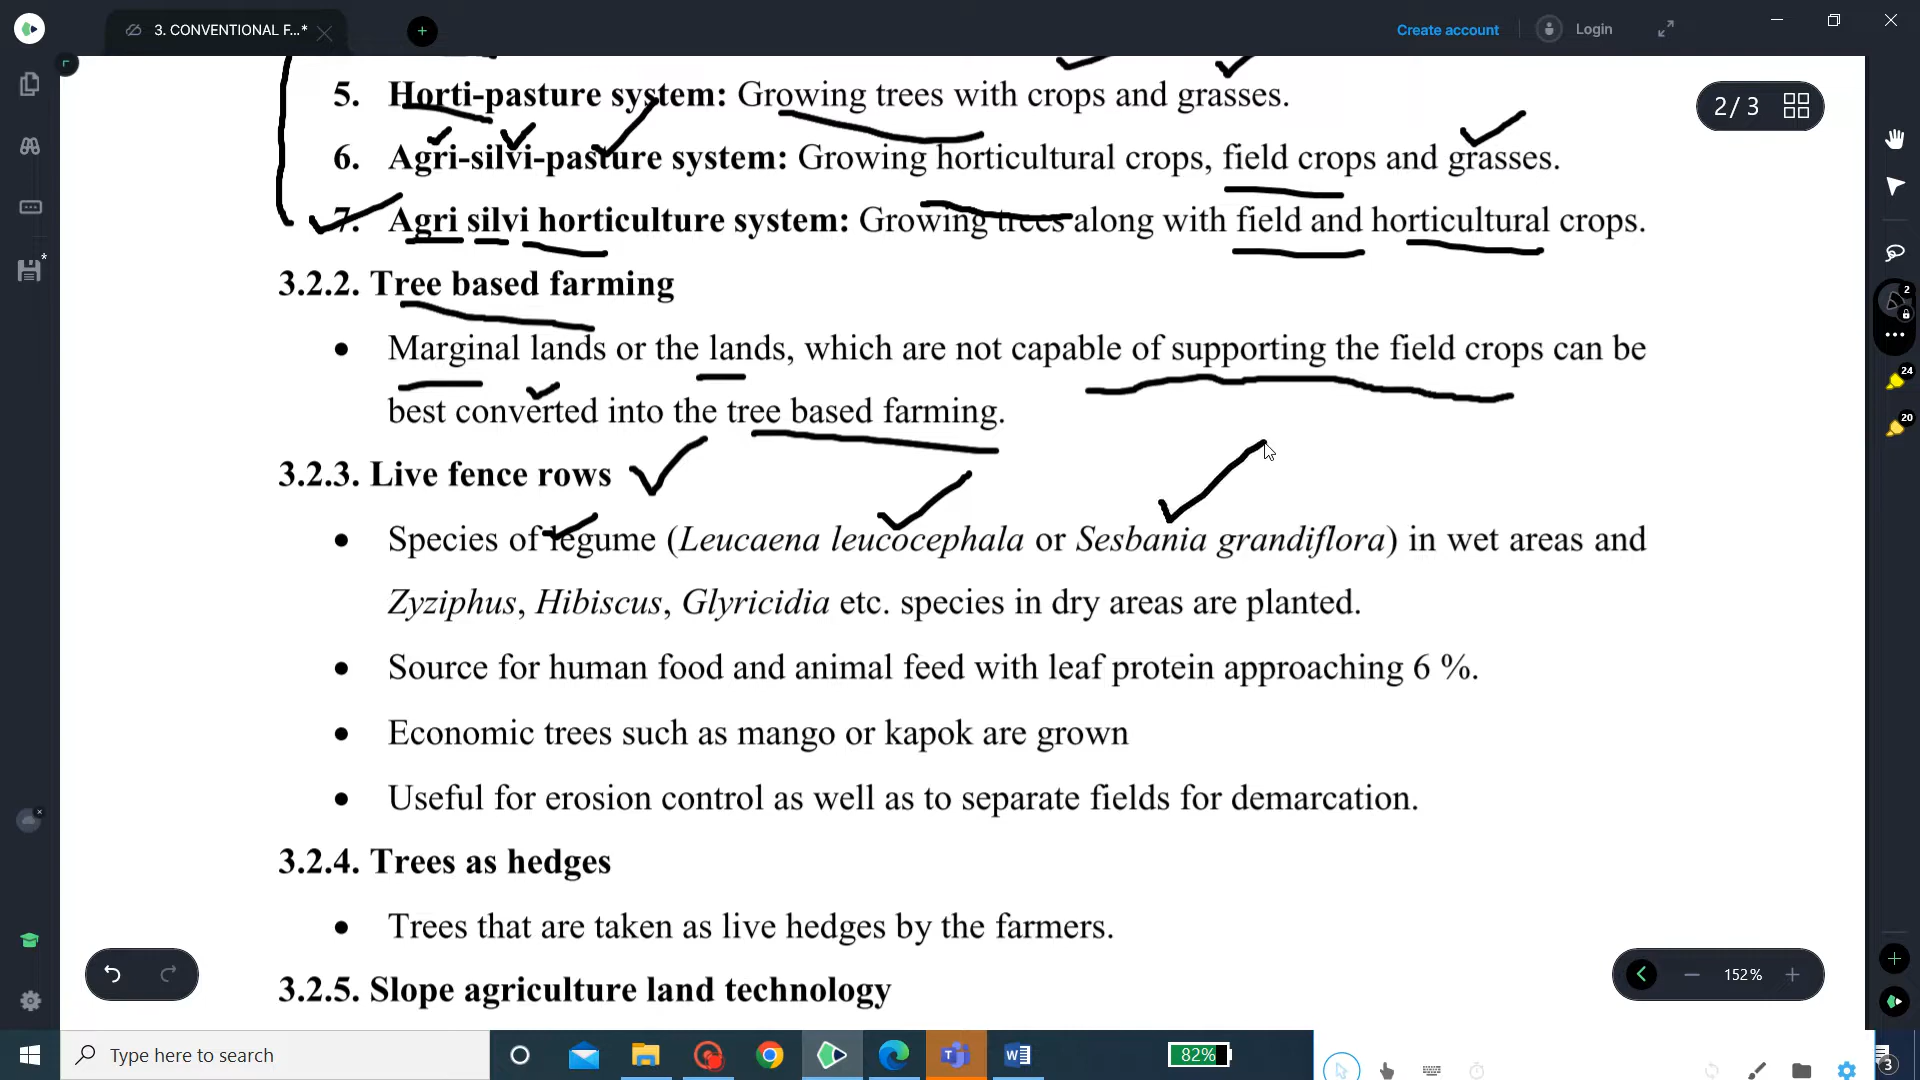 3. CONVENTIONAL F...*
Create account
Login
5. Horti-pasture system: Growing trees with crops and grasses.
2/3
6. Agri-silvi-pasture system: Growing horticultural crops, field crops and grasses.
7. Agri silvi horticulture system: Growing trees along with field and horticultural crops.
3.2.2. Tree based farming
• Marginal lands or the lands, which are not capable of supporting the field crops can be
best converted into the tree based farming.
3.2.3. Live fence rows
• Species of legume (Leucaena leucocephala or Sesbania grandiflora) in wet areas and
Zyziphus, Hibiscus, Glyricidia etc. species in dry areas are planted.
• Source for human food and animal feed with leaf protein approaching 6 %.
• Economic trees such as mango or kapok are grown
• Useful for erosion control as well as to separate fields for demarcation.
3.2.4. Trees as hedges
• Trees that are taken as live hedges by the farmers.
3.2.5. Slope agriculture land technology
2
24
20
152%
Type here to search
82%
3